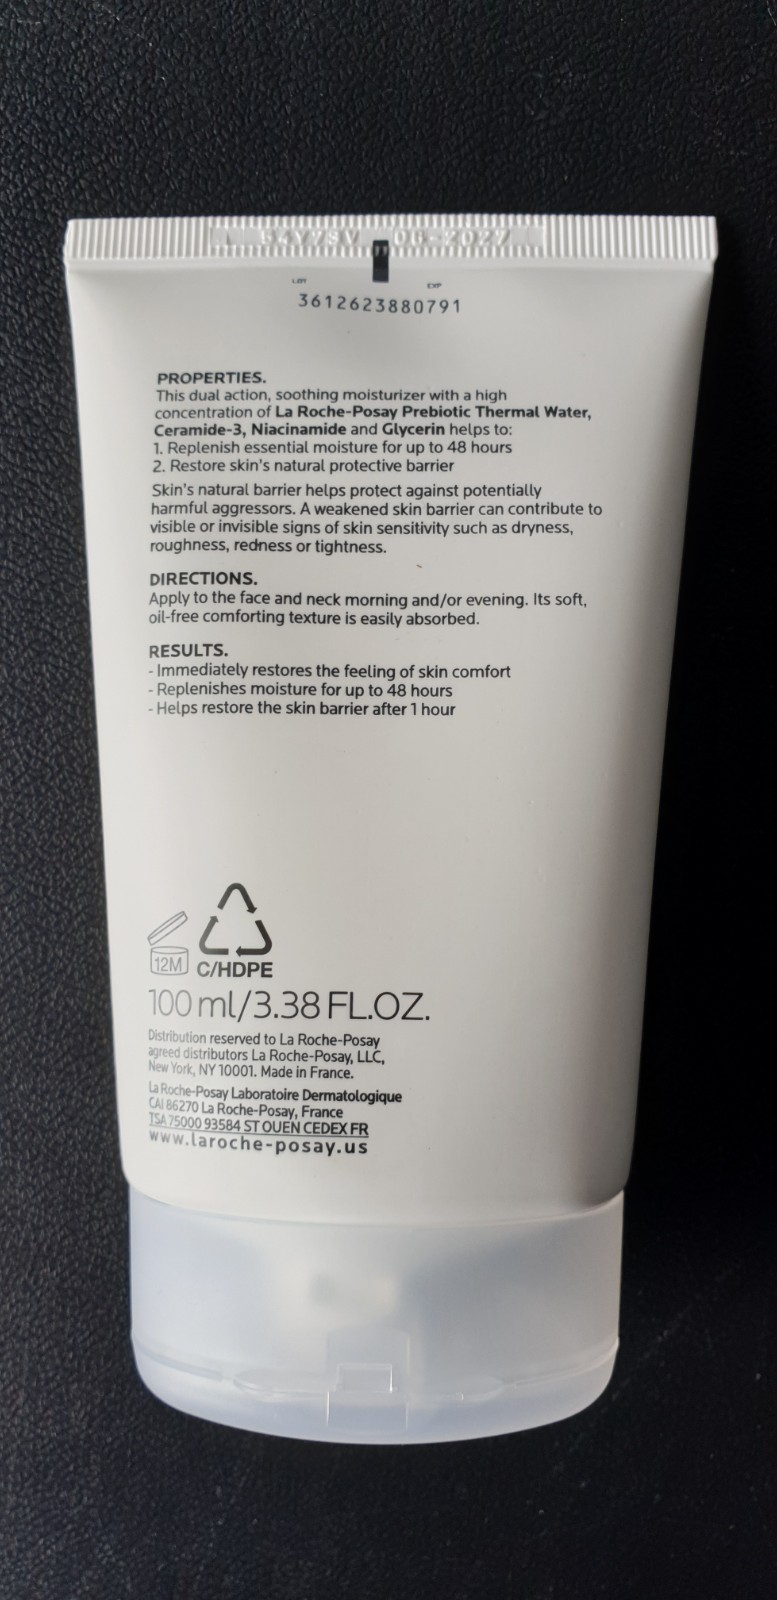 54Y7SV 08-2027
LOT EXP
3612623880791
PROPERTIES.
This dual action, soothing moisturizer with a high
concentration of La Roche-Posay Prebiotic Thermal Water,
Ceramide-3, Niacinamide and Glycerin helps to:
1. Replenish essential moisture for up to 48 hours
2. Restore skin's natural protective barrier
Skin's natural barrier helps protect against potentially
harmful aggressors. A weakened skin barrier can contribute to
visible or invisible signs of skin sensitivity such as dryness,
roughness, redness or tightness.
DIRECTIONS.
Apply to the face and neck morning and/or evening. Its soft,
oil-free comforting texture is easily absorbed.
RESULTS.
- Immediately restores the feeling of skin comfort
- Replenishes moisture for up to 48 hours
- Helps restore the skin barrier after 1 hour
12M C/HDPE
100 ml/3.38 FL.OZ.
Distribution reserved to La Roche-Posay
agreed distributors La Roche-Posay, LLC,
New York, NY 10001. Made in France.
La Roche-Posay Laboratoire Dermatologique
CAI 86270 La Roche-Posay, France
TSA 75000 93584 ST OUEN CEDEX FR
www.laroche-posay.us